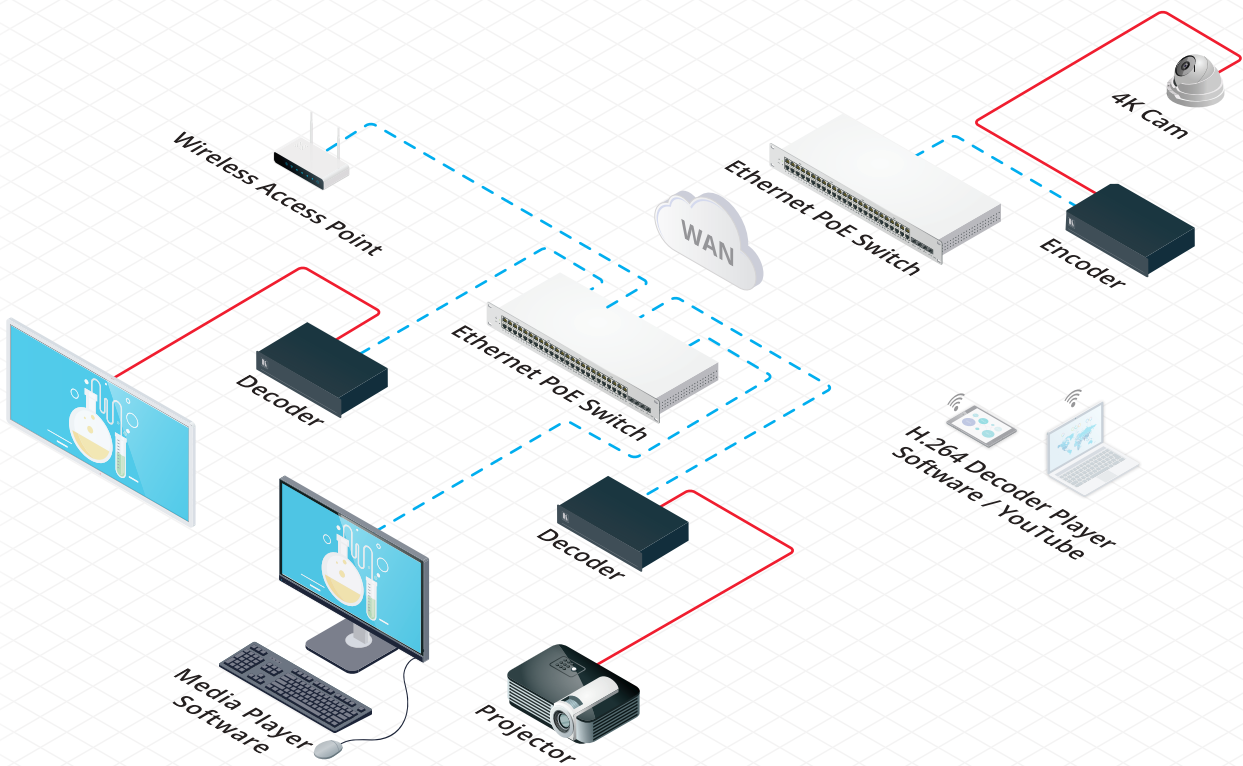 4K Cam
Wireless Access Point
Ethernet PoE Switch
WAN
Encoder
Ethernet PoE Switch
Decoder
H.264 Decoder Player
Software / YouTube
Decoder
Media Player
Software
Projector